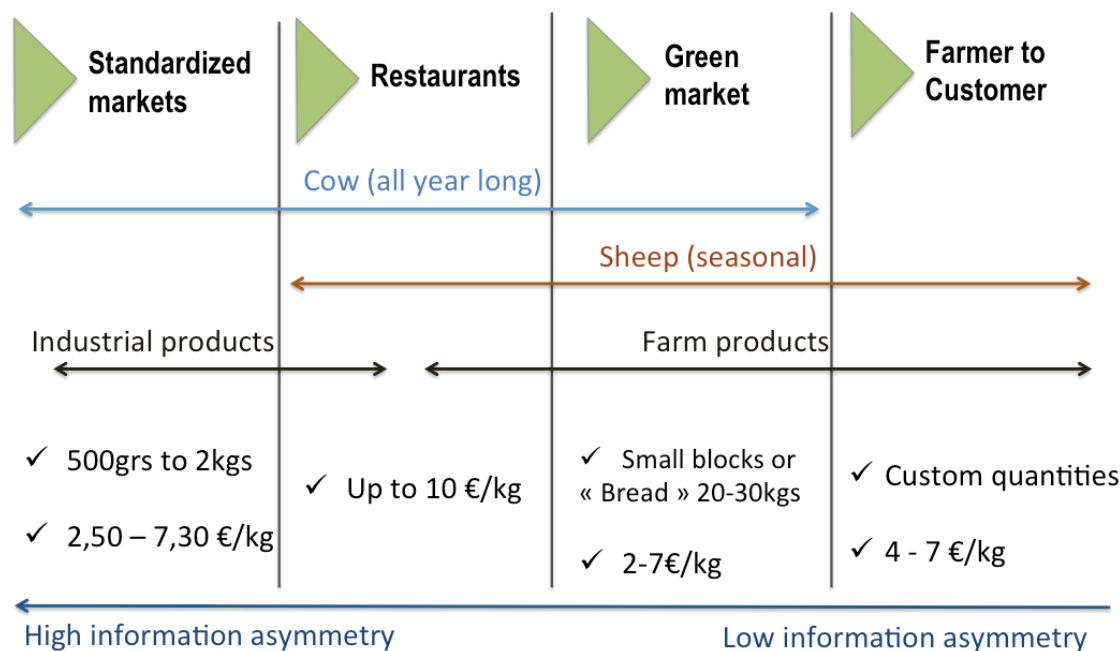 Standardized
markets
Restaurants
Green
market
Farmer to
Customer
Cow (all year long)
Sheep (seasonal)
Industrial products
Farm products
✓ 500grs to 2kgs
✓ 2,50 – 7,30 €/kg
✓ Up to 10 €/kg
✓ Small blocks or
« Bread » 20-30kgs
✓ 2-7€/kg
✓ Custom quantities
✓ 4 - 7 €/kg
High information asymmetry
Low information asymmetry